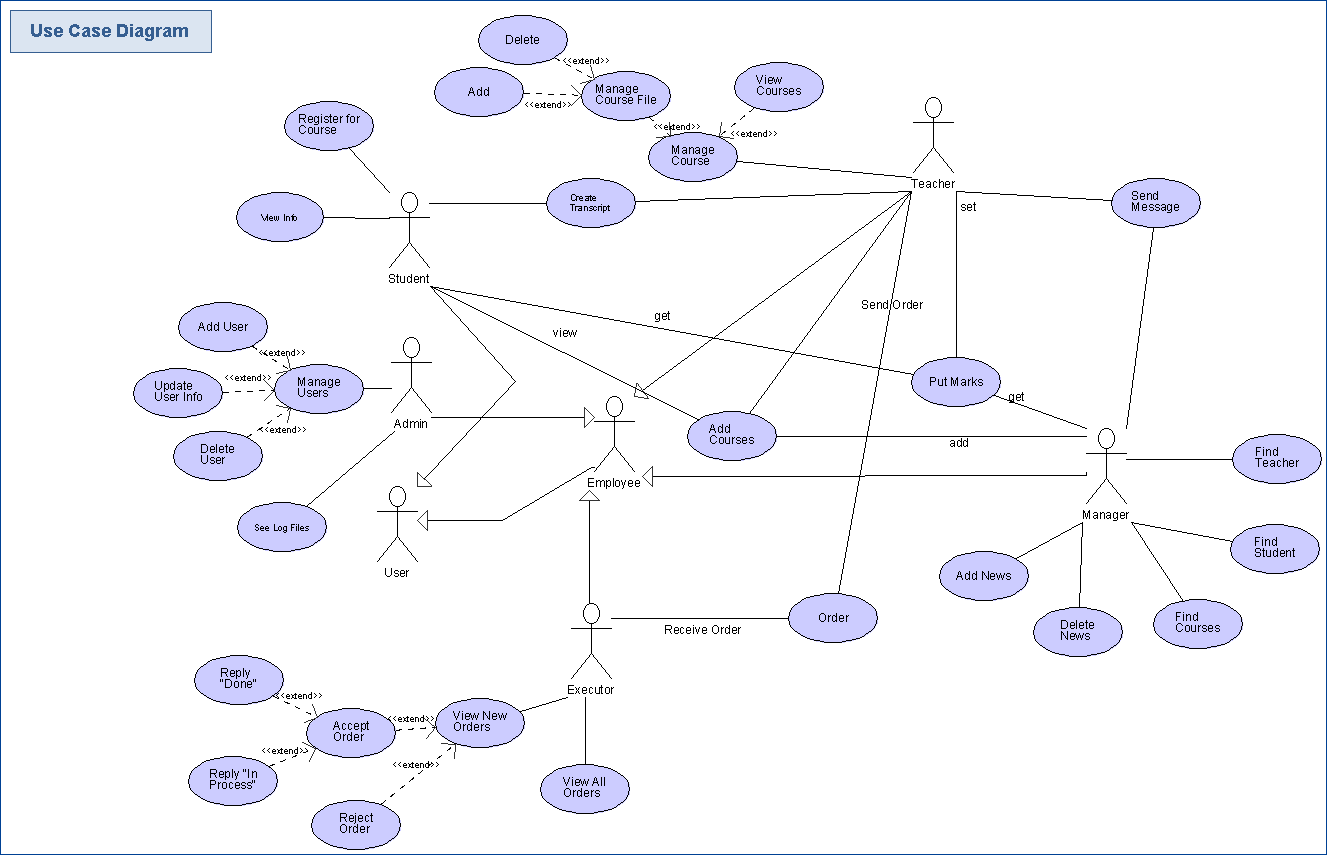 Use Case Diagram
Delete
<<extend>>
Add
<<extend>>
Manage
Course File
View
Courses
<<extend>>
<<extend>>
Manage
Course
Register for
Course
Teacher
Create
Transcript
Send
Message
set
View Info
Student
Send Order
get
view
Add User
<<extend>>
Update
User Info
<<extend>>
Manage
Users
<<extend>>
Delete
User
Admin
Put Marks
get
Add
Courses
add
Employee
Find
Teacher
Manager
See Log Files
User
Find
Student
Add News
Delete
News
Find
Courses
Order
Receive Order
Executor
Reply
"Done"
<<extend>>
Accept
Order
<<extend>>
View New
Orders
<<extend>>
Reply "In
Process"
<<extend>>
View All
Orders
Reject
Order